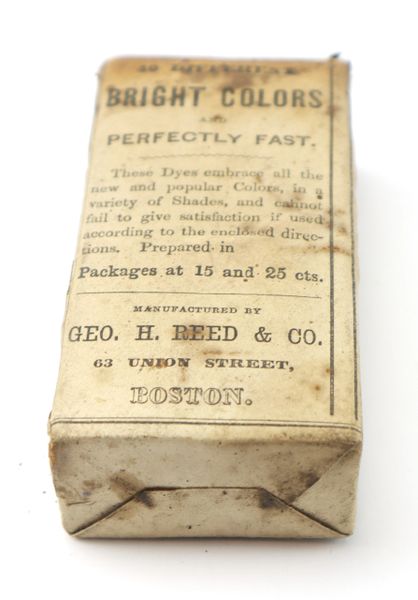 DIFFERENT
BRIGHT COLORS
AND
PERFECTLY FAST.
These Dyes embrace all the
new and popular Colors, in a
variety of Shades, and cannot
fail to give satisfaction if used
according to the enclosed direc-
tions. Prepared in
Packages at 15 and 25 cts.
MANUFACTURED BY
GEO. H. REED & CO.
63 UNION STREET,
BOSTON.